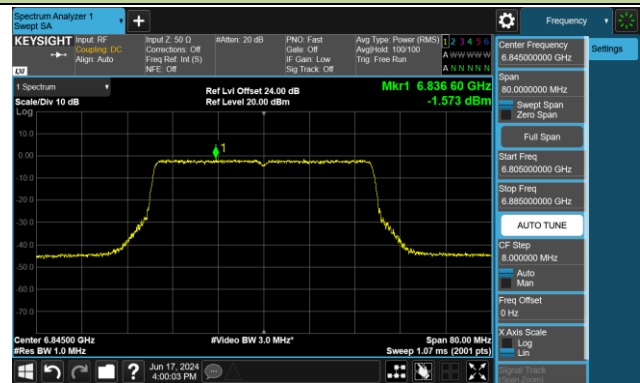 Spectrum Analyzer 1
Swept SA
Frequency
KEYSIGHT
Input: RF
Coupling: DC
Align: Auto
Input Z: 50 Ω
Corrections: Off
Freq Ref: Int (S)
NFE: Off
#Atten: 20 dB
PNO: Fast
Gate: Off
IF Gain: Low
Sig Track: Off
Avg Type: Power (RMS)
Avg|Hold: 100/100
Trig: Free Run
1 2 3 4 5 6
A W W W W W
A N N N N N
LXI
1 Spectrum
Scale/Div 10 dB
Ref Lvl Offset 24.00 dB
Ref Level 20.00 dBm
Mkr1 6.836 60 GHz
-1.573 dBm
Log
10.0
0.00
-10.0
-20.0
-30.0
-40.0
-50.0
-60.0
-70.0
1
Center 6.84500 GHz
#Res BW 1.0 MHz
#Video BW 3.0 MHz*
Span 80.00 MHz
Sweep 1.07 ms (2001 pts)
Jun 17, 2024
4:00:03 PM
Center Frequency
6.845000000 GHz
Settings
Span
80.0000000 MHz
Swept Span
Zero Span
Full Span
Start Freq
6.805000000 GHz
Stop Freq
6.885000000 GHz
AUTO TUNE
CF Step
8.000000 MHz
Auto
Man
Freq Offset
0 Hz
X Axis Scale
Log
Lin
Signal Track
(Span Zoom)